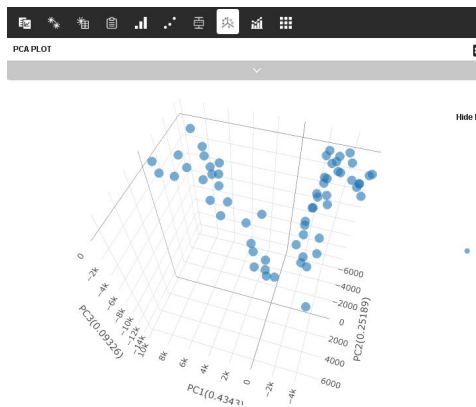 PCA PLOT
Hide
0
−2k
−4k
−6k
−8k
−10k
−12k
−14k
PC3(0.09326)
10k
8k
6k
4k
2k
0
−2k
−4k
PC1(0.4343)
−6000
−4000
−2000
0
2000
4000
6000
PC2(0.25189)